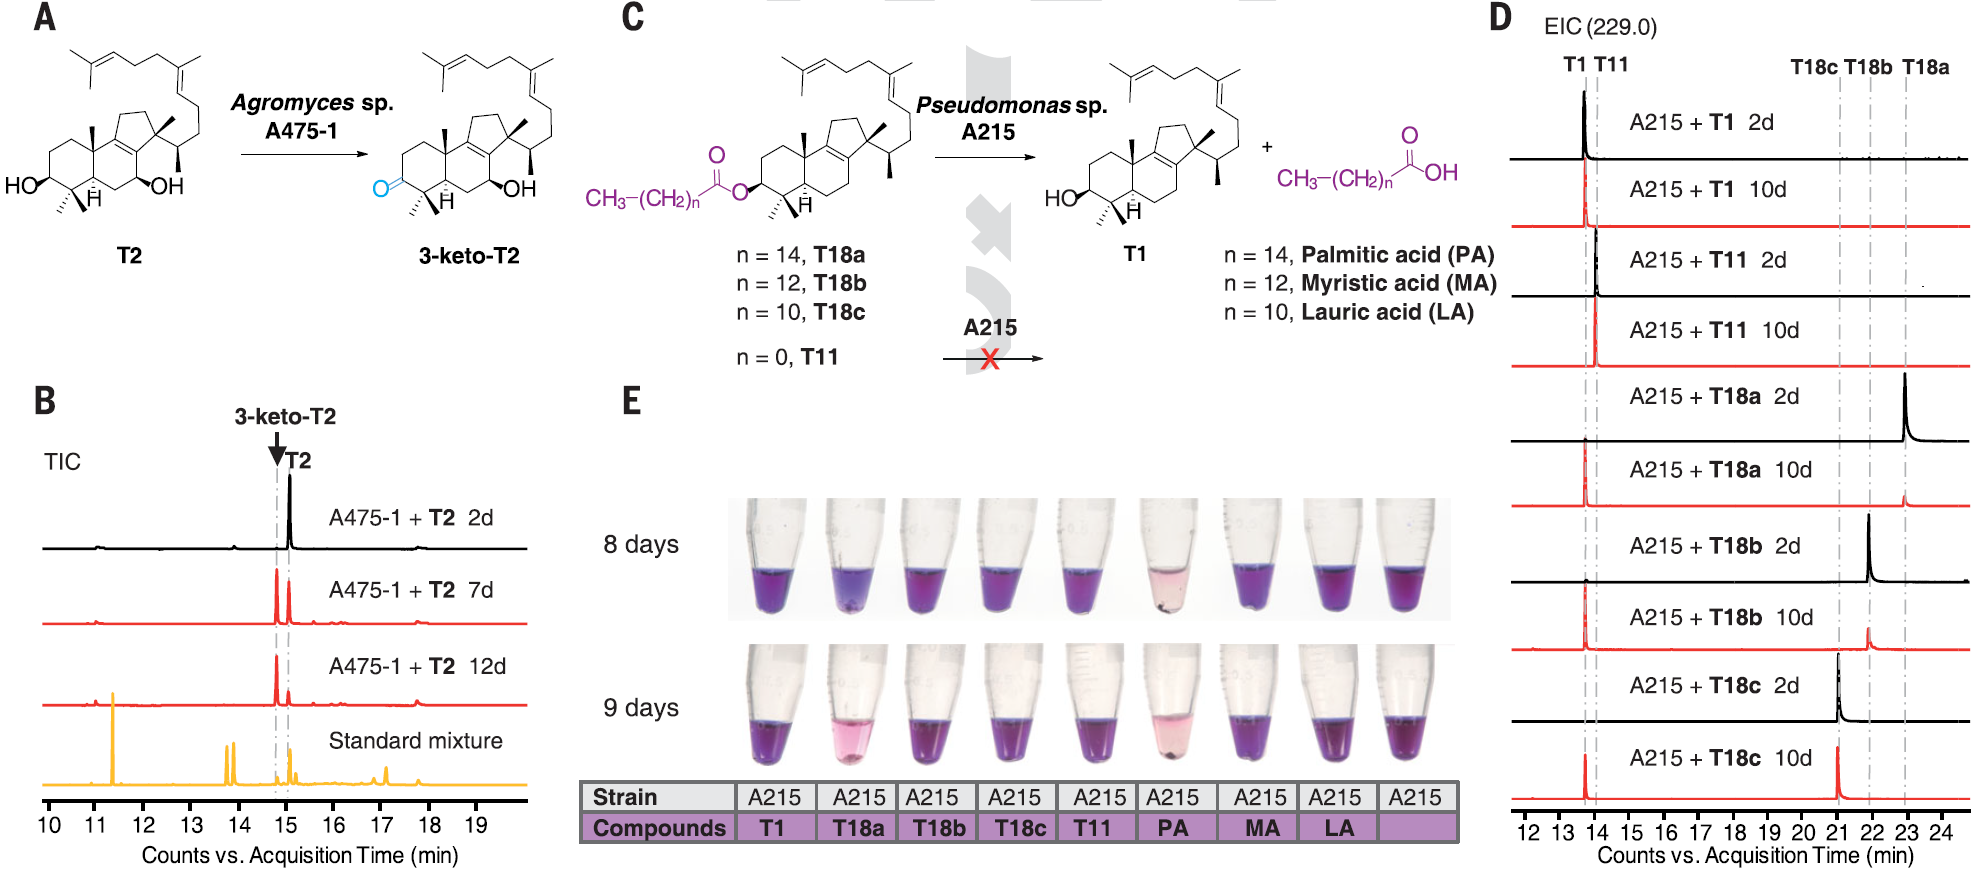 A
HO
OH
H
T2
Agromyces sp.
A475-1
O
OH
H
3-keto-T2
B
3-keto-T2
TIC
T2
A475-1 + T2 2d
A475-1 + T2 7d
A475-1 + T2 12d
Standard mixture
10 11 12 13 14 15 16 17 18 19
Counts vs. Acquisition Time (min)
C
CH3–(CH2)n
O
O
H
n = 14, T18a
n = 12, T18b
n = 10, T18c
n = 0, T11
Pseudomonas sp.
A215
A215
X
HO
H
T1
+
CH3–(CH2)n
O
OH
n = 14, Palmitic acid (PA)
n = 12, Myristic acid (MA)
n = 10, Lauric acid (LA)
D
EIC (229.0)
T1 T11 T18c T18b T18a
A215 + T1 2d
A215 + T1 10d
A215 + T11 2d
A215 + T11 10d
A215 + T18a 2d
A215 + T18a 10d
A215 + T18b 2d
A215 + T18b 10d
A215 + T18c 2d
A215 + T18c 10d
12 13 14 15 16 17 18 19 20 21 22 23 24
Counts vs. Acquisition Time (min)
E
8 days
9 days
Strain A215 A215 A215 A215 A215 A215 A215 A215 A215
Compounds T1 T18a T18b T18c T11 PA MA LA